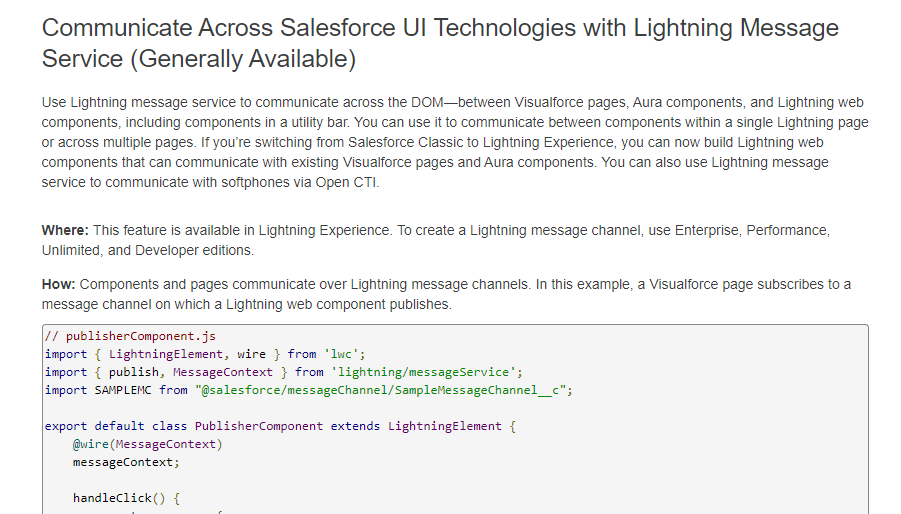 Communicate Across Salesforce UI Technologies with Lightning Message
Service (Generally Available)
Use Lightning message service to communicate across the DOM—between Visualforce pages, Aura components, and Lightning web
components, including components in a utility bar. You can use it to communicate between components within a single Lightning page
or across multiple pages. If you're switching from Salesforce Classic to Lightning Experience, you can now build Lightning web
components that can communicate with existing Visualforce pages and Aura components. You can also use Lightning message
service to communicate with softphones via Open CTI.
Where: This feature is available in Lightning Experience. To create a Lightning message channel, use Enterprise, Performance,
Unlimited, and Developer editions.
How: Components and pages communicate over Lightning message channels. In this example, a Visualforce page subscribes to a
message channel on which a Lightning web component publishes.
// publisherComponent.js
import { LightningElement, wire } from 'lwc';
import { publish, MessageContext } from 'lightning/messageService';
import SAMPLEMC from "@salesforce/messageChannel/SampleMessageChannel__c";
export default class PublisherComponent extends LightningElement {
    @wire(MessageContext)
    messageContext;
    handleClick() {